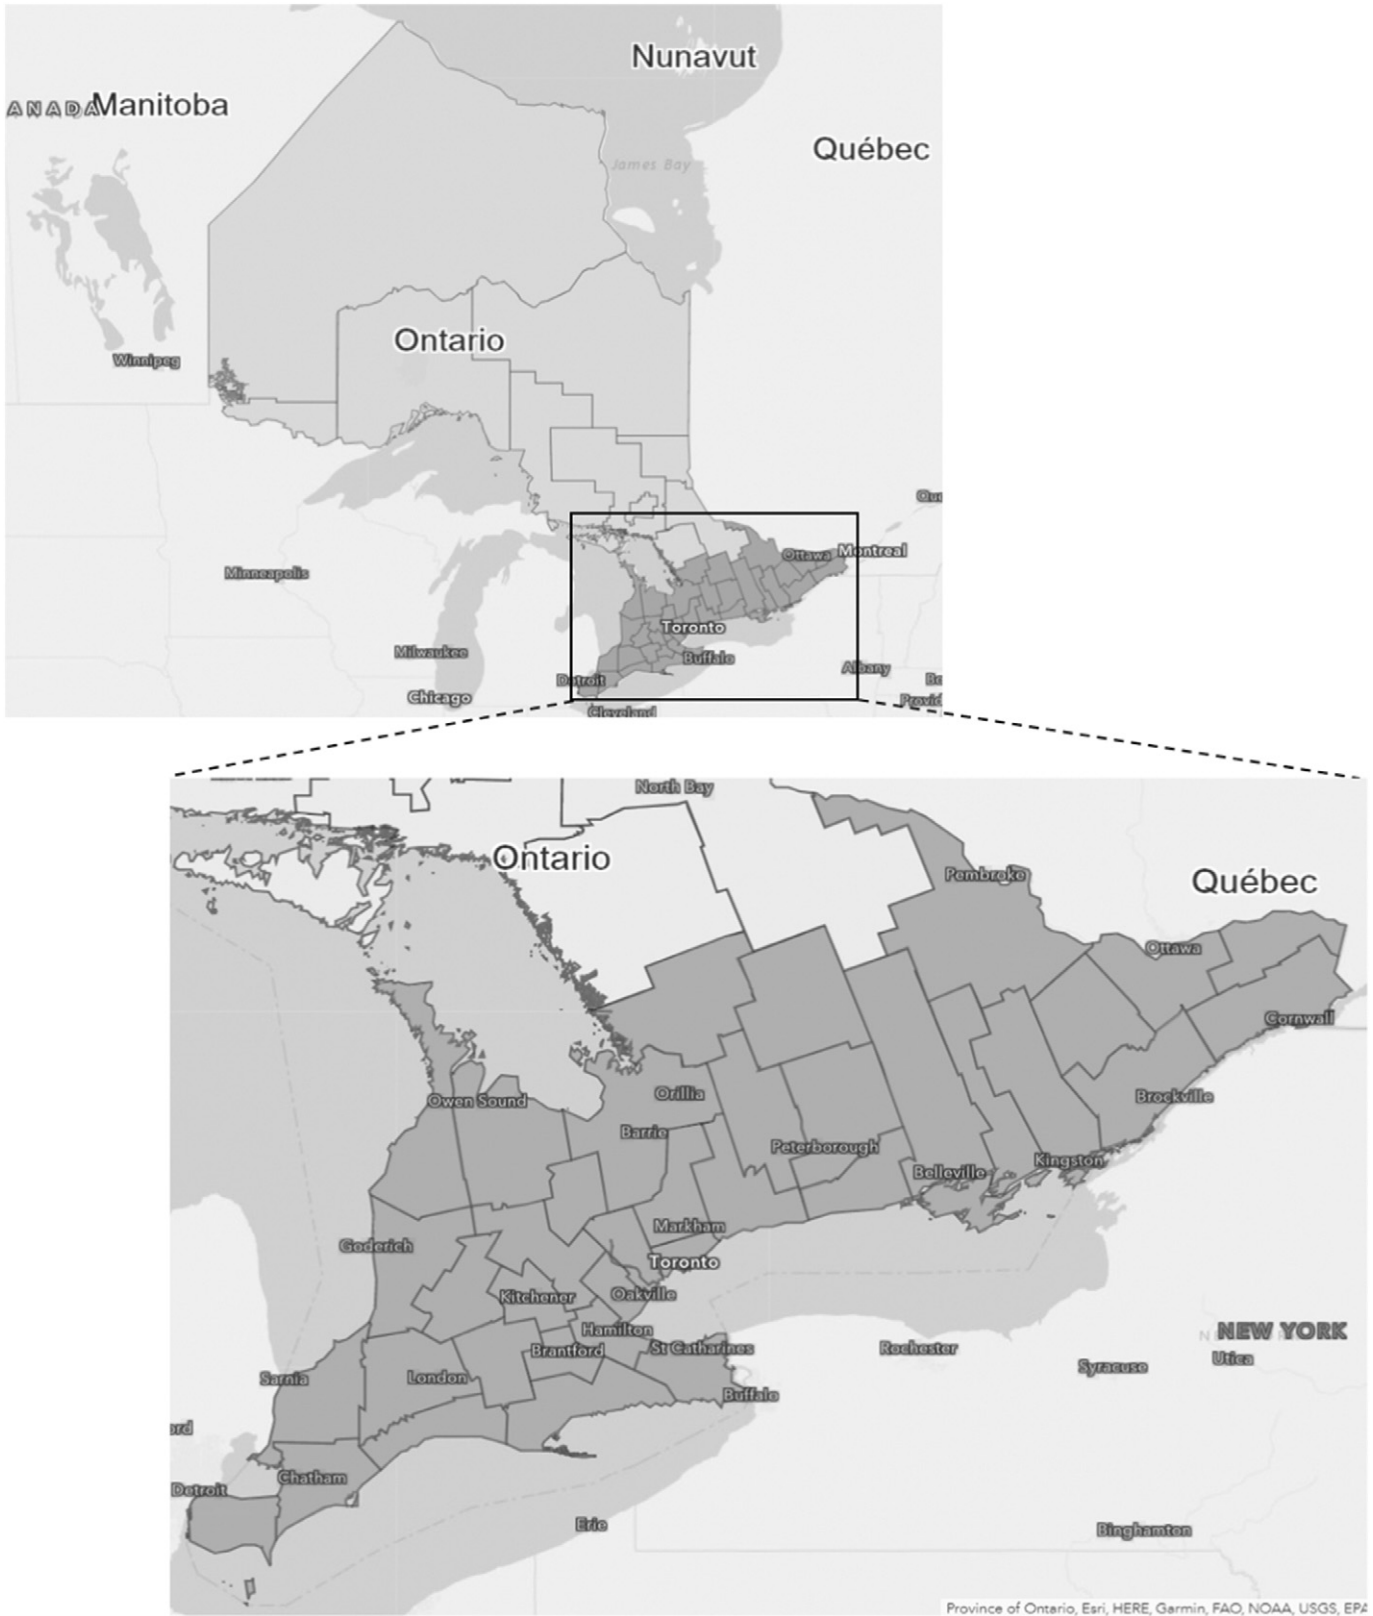 Nunavut
ANADA
Manitoba
Québec
James Bay
Ontario
Winnipeg
Minneapolis
Ottawa
Montreal
Toronto
Milwaukee
Buffalo
Albany
Detroit
Chicago
Cleveland
North Bay
Ontario
Pembroke
Québec
Ottawa
Cornwall
Orillia
Owen Sound
Brockville
Barrie
Peterborough
Kingston
Belleville
Markham
Goderich
Toronto
Kitchener
Oakville
Hamilton
NEW YORK
Brantford
St Catharines
Rochester
Utica
Syracuse
Sarnia
London
Buffalo
Chatham
Detroit
Erie
Binghamton
Province of Ontario, Esri, HERE, Garmin, FAO, NOAA, USGS, EPA